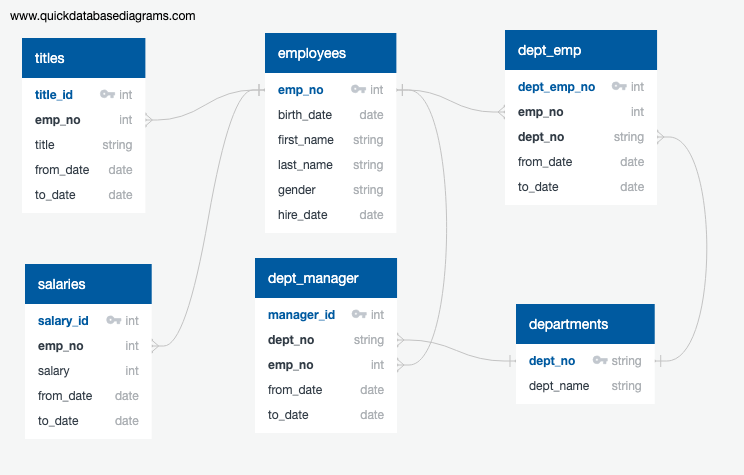 www.quickdatabasediagrams.com
titles
title_id int
emp_no int
title string
from_date date
to_date date
employees
emp_no int
birth_date date
first_name string
last_name string
gender string
hire_date date
dept_emp
dept_emp_no int
emp_no int
dept_no string
from_date date
to_date date
salaries
salary_id int
emp_no int
salary int
from_date date
to_date date
dept_manager
manager_id int
dept_no string
emp_no int
from_date date
to_date date
departments
dept_no string
dept_name string